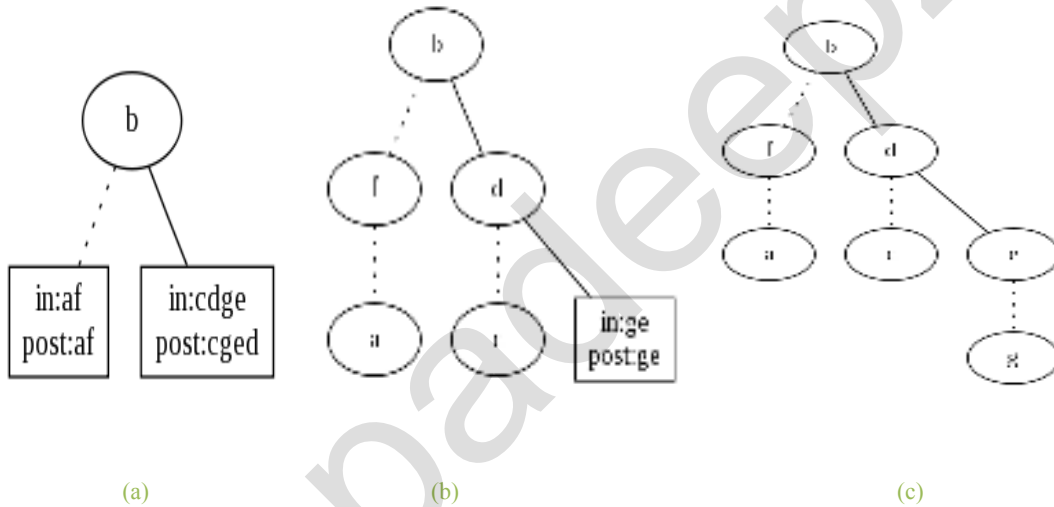 b
in:af
post:af
in:cdge
post:cged
(a)
b
f
d
a
in:ge
post:ge
(b)
b
f
d
a
g
(c)